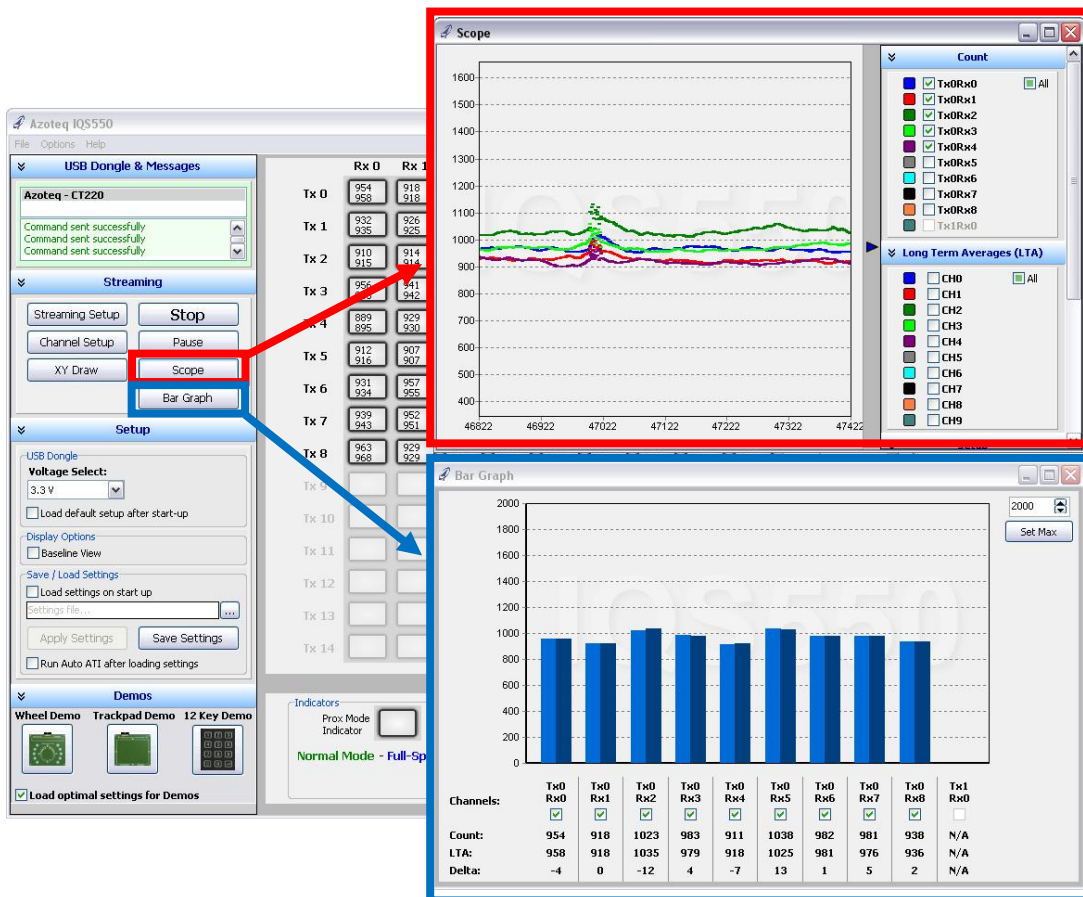 Azoteq IQS550
File Options Help
USB Dongle & Messages
Azoteq - CT220
Command sent successfully
Command sent successfully
Command sent successfully
Streaming
Streaming Setup Stop
Channel Setup Pause
XY Draw Scope
Bar Graph
Setup
USB Dongle
Voltage Select:
3.3 V
Load default setup after start-up
Display Options
Baseline View
Save / Load Settings
Load settings on start up
Settings file... ...
Apply Settings Save Settings
Run Auto ATI after loading settings
Demos
Wheel Demo Trackpad Demo 12 Key Demo
Load optimal settings for Demos
Rx 0 Rx 1
Tx 0 954 918
958 918
Tx 1 932 926
935 925
Tx 2 910 914
915 914
Tx 3 956 941
942
Tx 4 889 929
895 930
Tx 5 912 907
916 907
Tx 6 931 957
934 955
Tx 7 939 952
943 951
Tx 8 963 929
968 929
Tx 9
Tx 10
Tx 11
Tx 12
Tx 13
Tx 14
Indicators
Prox Mode
Indicator
Normal Mode - Full-Sp
Scope
1600
1500
1400
1300
1200
1100
1000
900
800
700
600
500
400
46822 46922 47022 47122 47222 47322 47422
IQS550
Count
Tx0Rx0 All
Tx0Rx1
Tx0Rx2
Tx0Rx3
Tx0Rx4
Tx0Rx5
Tx0Rx6
Tx0Rx7
Tx0Rx8
Tx1Rx0
Long Term Averages (LTA)
CH0 All
CH1
CH2
CH3
CH4
CH5
CH6
CH7
CH8
CH9
Bar Graph
2000
1800
1600
1400
1200
1000
800
600
400
200
0
IQS550
2000
Set Max
Tx0 Tx0 Tx0 Tx0 Tx0 Tx0 Tx0 Tx0 Tx0 Tx1
Channels: Rx0 Rx1 Rx2 Rx3 Rx4 Rx5 Rx6 Rx7 Rx8 Rx0
Count: 954 918 1023 983 911 1038 982 981 938 N/A
LTA: 958 918 1035 979 918 1025 981 976 936 N/A
Delta: -4 0 -12 4 -7 13 1 5 2 N/A